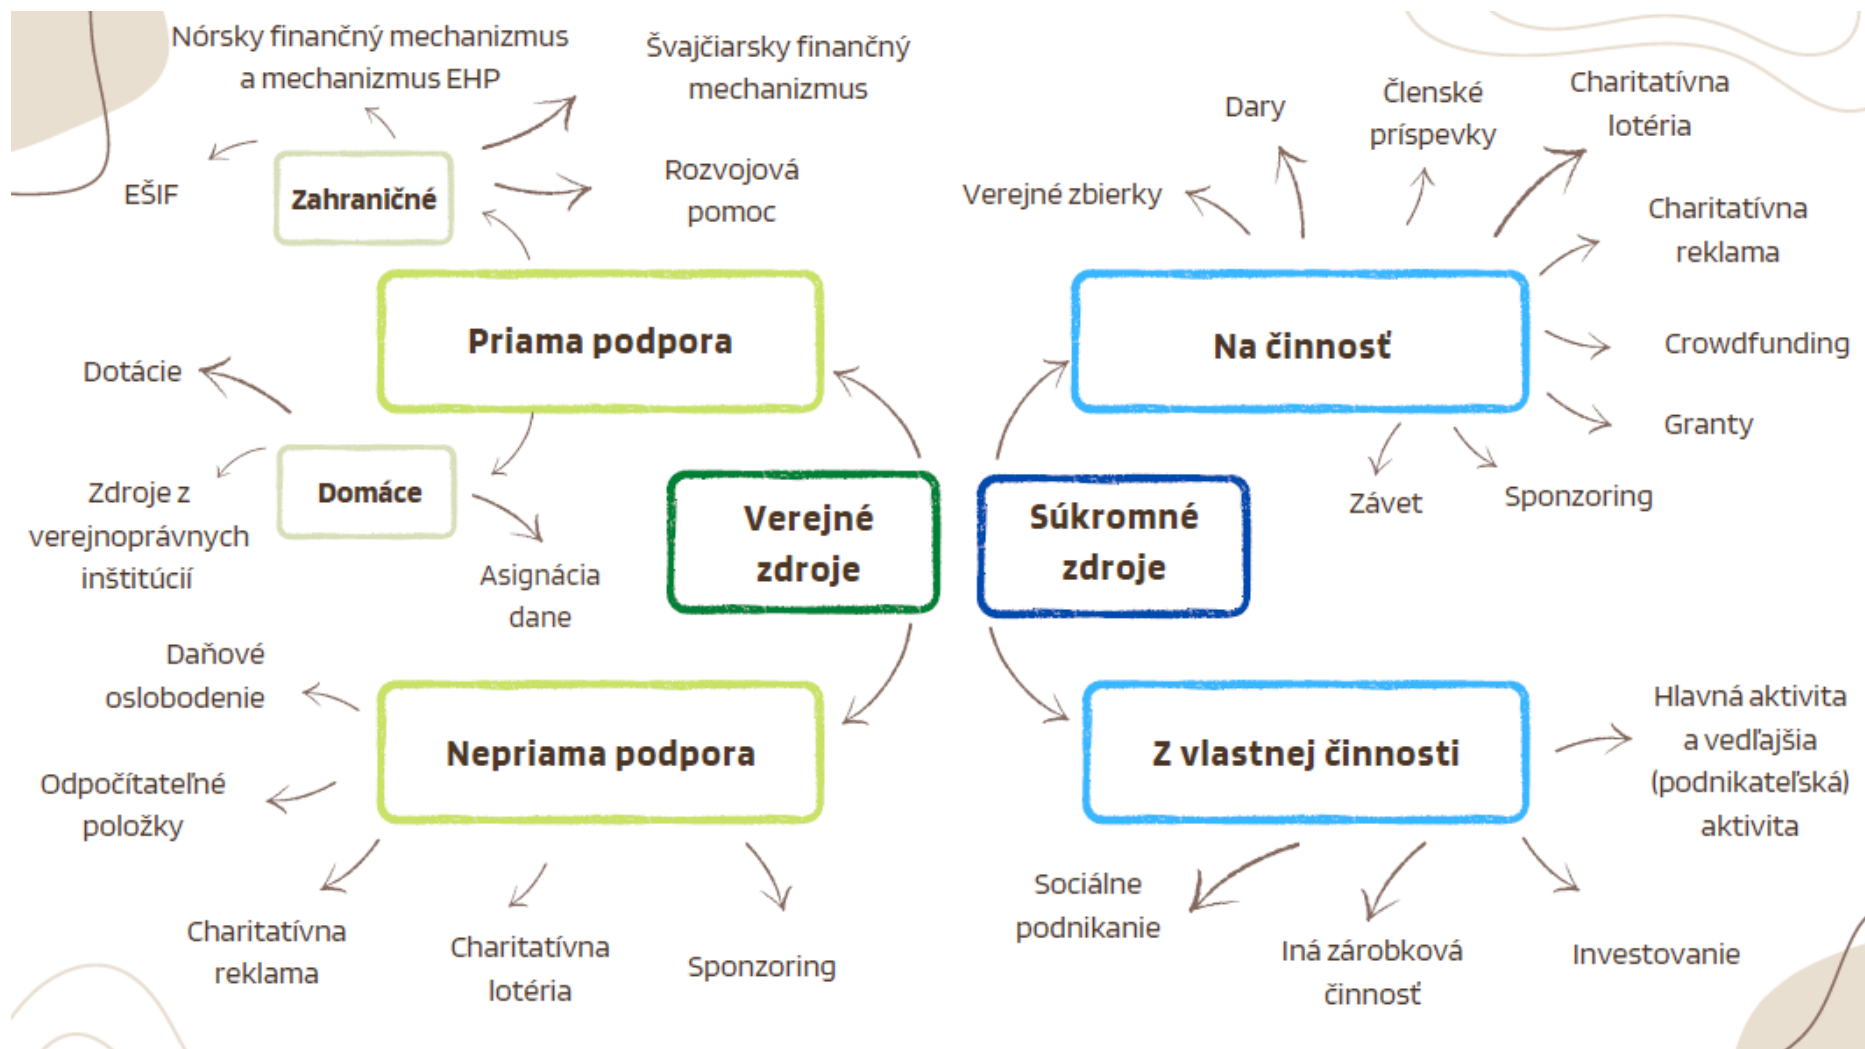 Nórsky finančný mechanizmus
a mechanizmus EHP
Švajčiarsky finančný
mechanizmus
EŠIF
Zahraničné
Rozvojová
pomoc
Priama podpora
Dotácie
Domáce
Zdroje z
verejnoprávnych
inštitúcií
Asignácia
dane
Verejné
zdroje
Daňové
oslobodenie
Nepriama podpora
Odpočítateľné
položky
Charitatívna
reklama
Charitatívna
lotéria
Sponzoring
Súkromné
zdroje
Na činnosť
Verejné zbierky
Dary
Členské
príspevky
Charitatívna
lotéria
Charitatívna
reklama
Crowdfunding
Granty
Sponzoring
Závet
Z vlastnej činnosti
Hlavná aktivita
a vedľajšia
(podnikateľská)
aktivita
Sociálne
podnikanie
Iná zárobková
činnosť
Investovanie